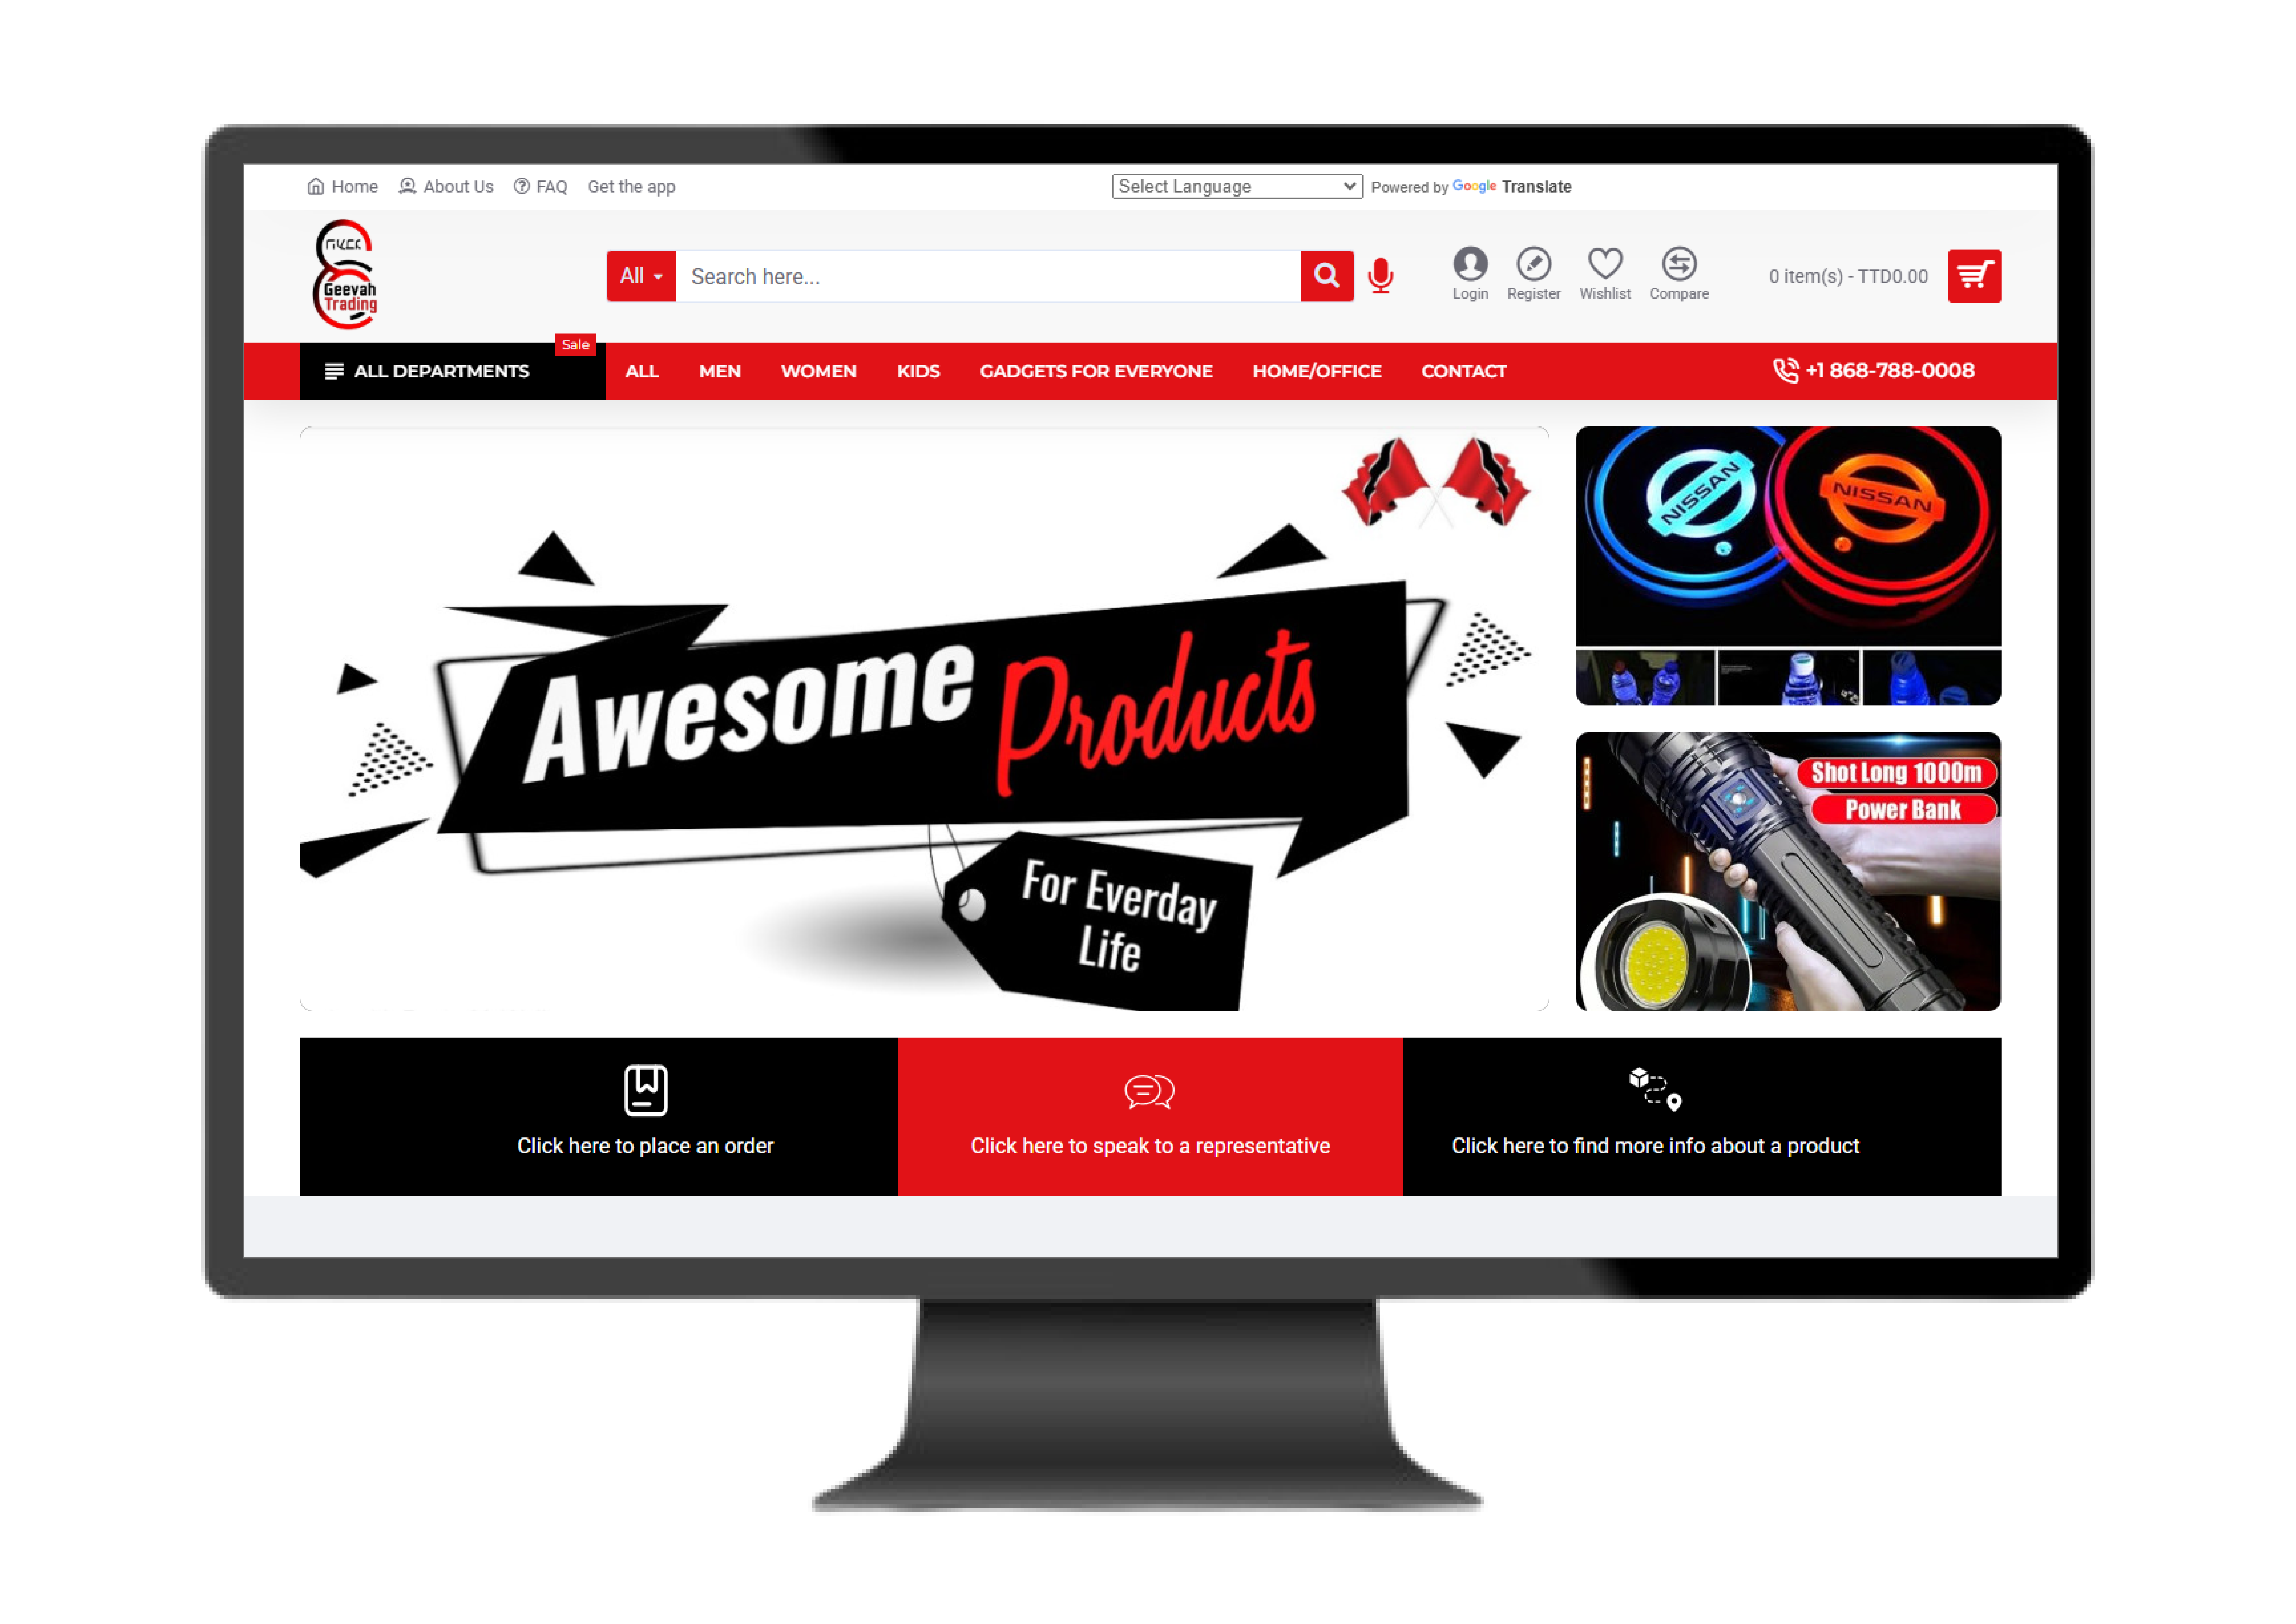 Home About Us FAQ Get the app Select Language Powered by Google Translate
Geevah
Trading
All Search here... Login Register Wishlist Compare 0 item(s) - TTD0.00
Sale
ALL DEPARTMENTS ALL MEN WOMEN KIDS GADGETS FOR EVERYONE HOME/OFFICE CONTACT +1 868-788-0008
Awesome Products
For Everday
Life
NISSAN NISSAN
Shot Long 1000m
Power Bank
Click here to place an order Click here to speak to a representative Click here to find more info about a product